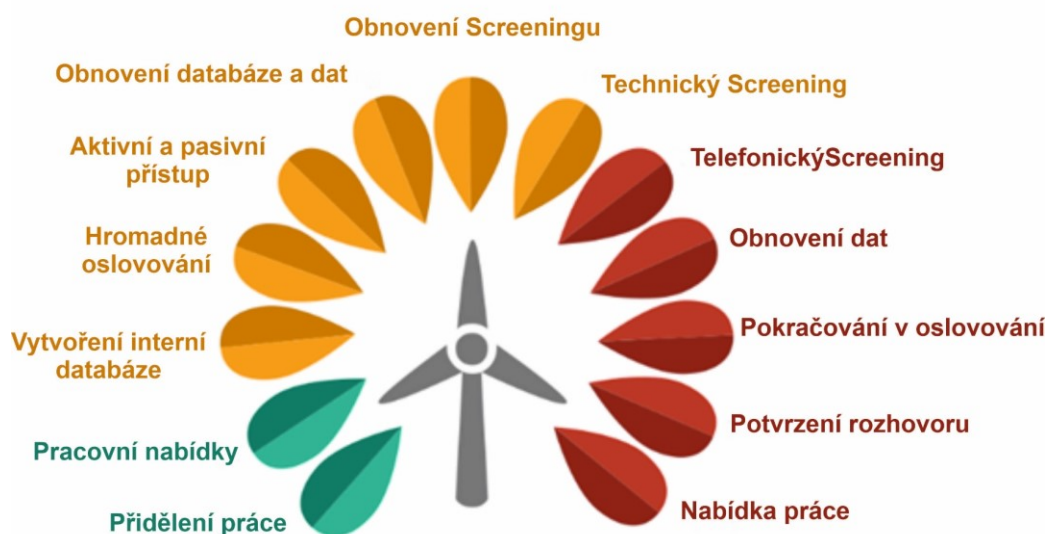 Obnovení Screeningu
Obnovení databáze a dat
Technický Screening
Aktivní a pasivní
přístup
TelefonickýScreening
Hromadné
oslovování
Obnovení dat
Vytvoření interní
databáze
Pokračování v oslovování
Pracovní nabídky
Potvrzení rozhovoru
Přidělení práce
Nabídka práce